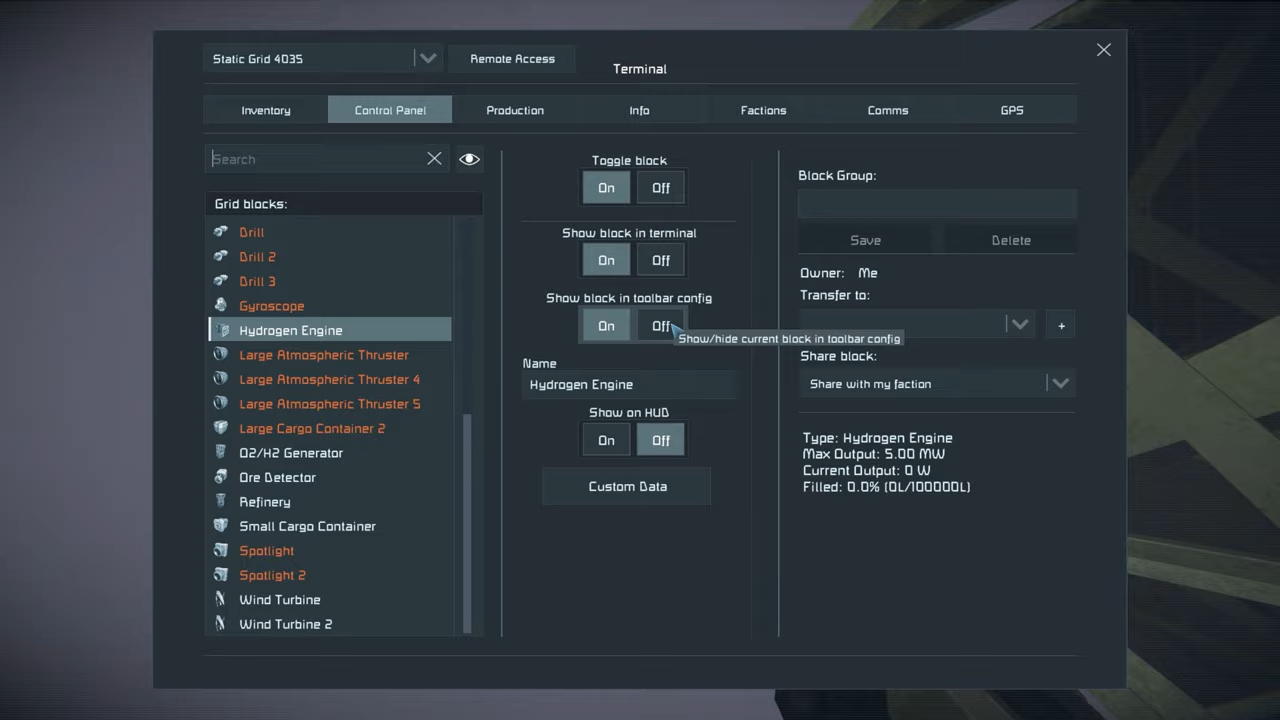 Static Grid 4035
Remote Access
Terminal
Inventory
Control Panel
Production
Info
Factions
Comms
GPS
Search
Grid blocks:
Drill
Drill 2
Drill 3
Gyroscope
Hydrogen Engine
Large Atmospheric Thruster
Large Atmospheric Thruster 4
Large Atmospheric Thruster 5
Large Cargo Container 2
O2/H2 Generator
Ore Detector
Refinery
Small Cargo Container
Spotlight
Spotlight 2
Wind Turbine
Wind Turbine 2
Toggle block
On Off
Show block in terminal
On Off
Show block in toolbar config
On Off
Show/hide current block in toolbar config
Name
Hydrogen Engine
Show on HUD
On Off
Custom Data
Block Group:
Save Delete
Owner: Me
Transfer to:
+
Share block:
Share with my faction
Type: Hydrogen Engine
Max Output: 5.00 MW
Current Output: 0 W
Filled: 0.0% (0L/100000L)